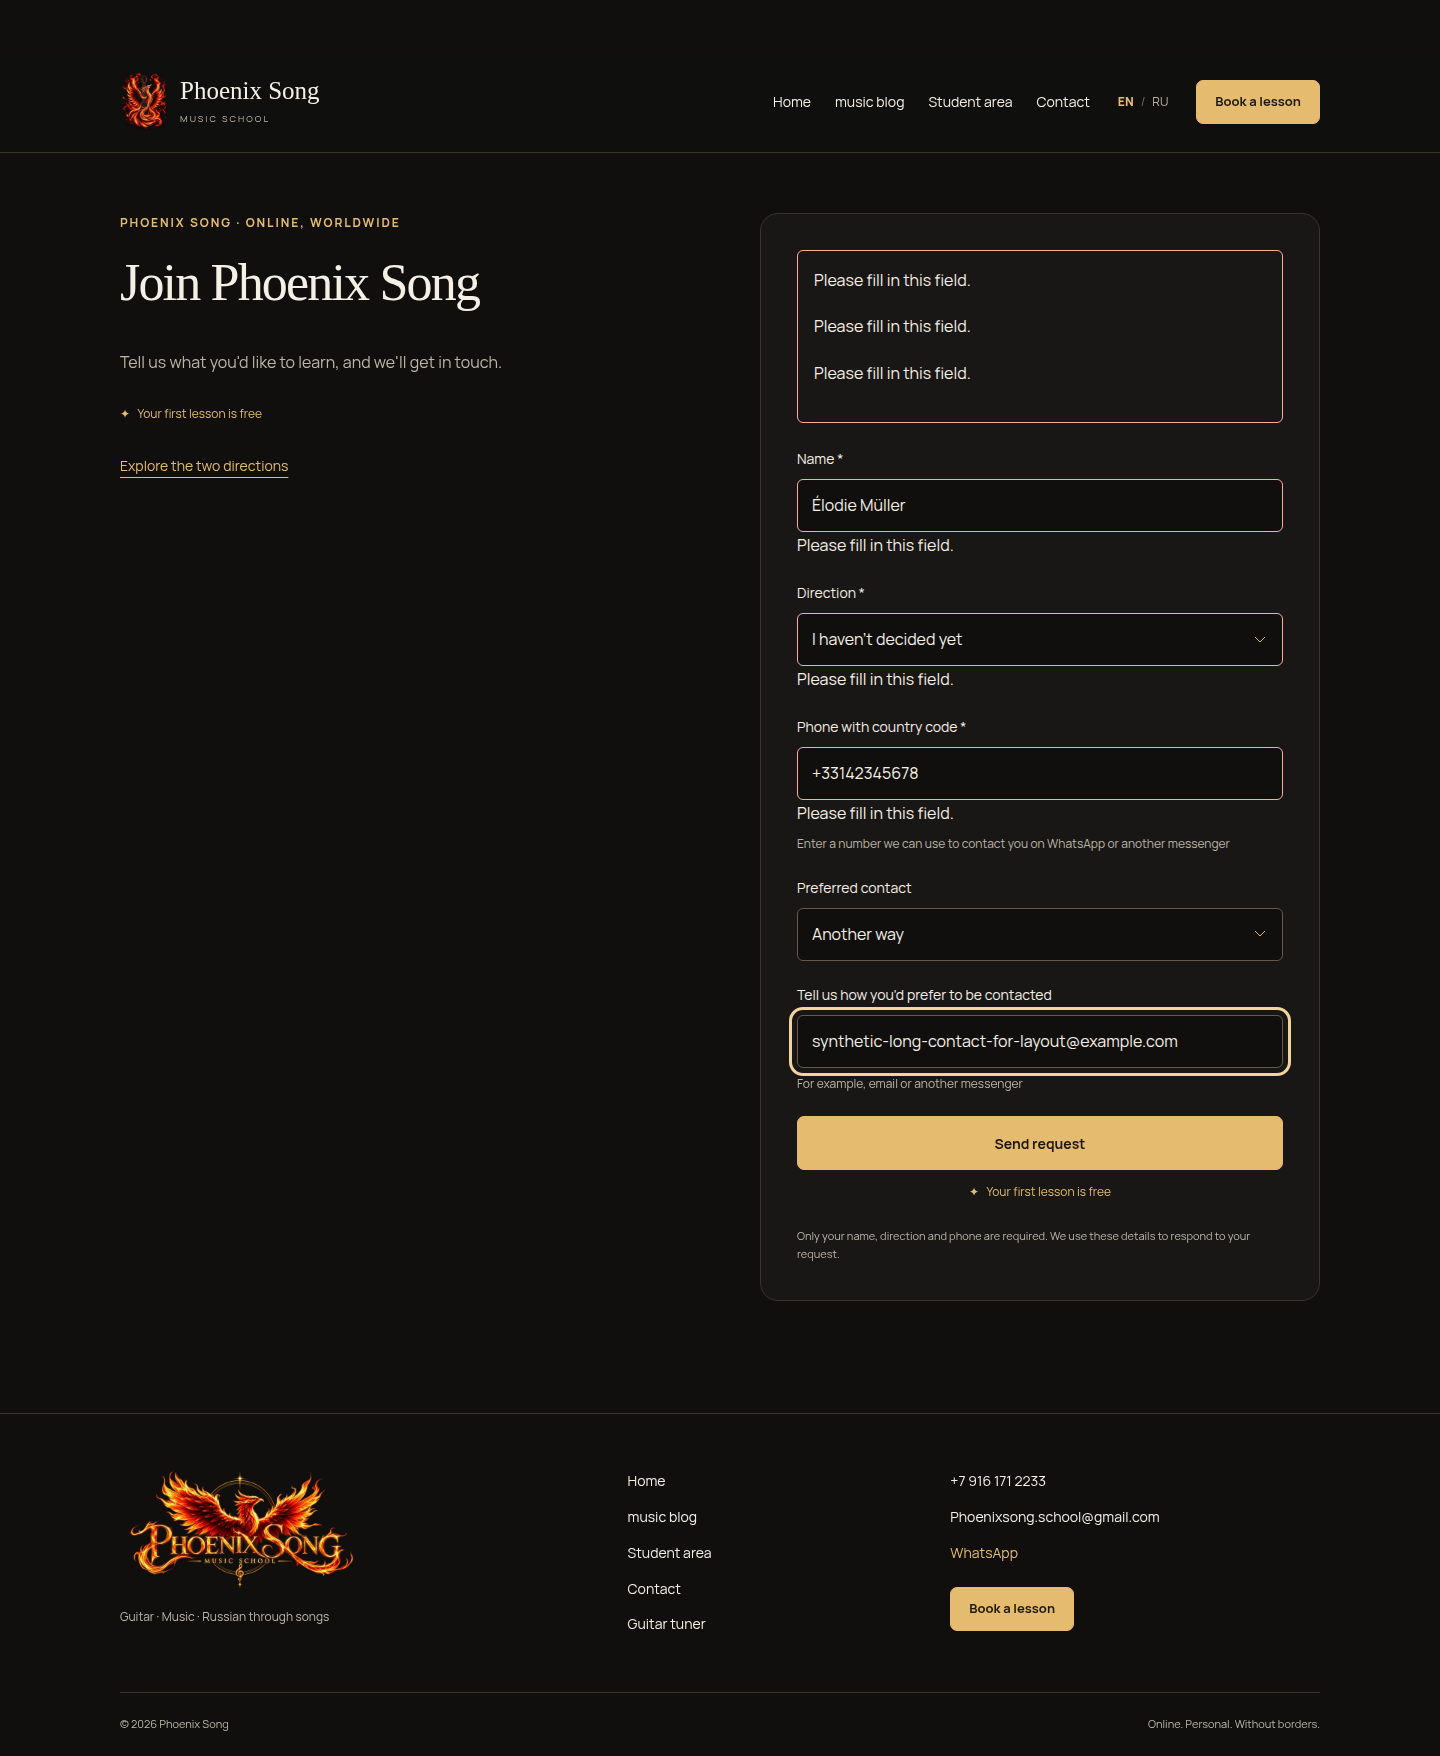 Phoenix Song
MUSIC SCHOOL
Home
music blog
Student area
Contact
EN / RU
Book a lesson
PHOENIX SONG · ONLINE, WORLDWIDE
Join Phoenix Song
Tell us what you'd like to learn, and we'll get in touch.
✦ Your first lesson is free
Explore the two directions
Please fill in this field.
Please fill in this field.
Please fill in this field.
Name *
Élodie Müller
Please fill in this field.
Direction *
I haven't decided yet
Please fill in this field.
Phone with country code *
+33142345678
Please fill in this field.
Enter a number we can use to contact you on WhatsApp or another messenger
Preferred contact
Another way
Tell us how you'd prefer to be contacted
synthetic-long-contact-for-layout@example.com
For example, email or another messenger
Send request
✦ Your first lesson is free
Only your name, direction and phone are required. We use these details to respond to your
request.
PHOENIX SONG
MUSIC SCHOOL
Guitar · Music · Russian through songs
Home
music blog
Student area
Contact
Guitar tuner
+7 916 171 2233
Phoenixsong.school@gmail.com
WhatsApp
Book a lesson
© 2026 Phoenix Song
Online. Personal. Without borders.